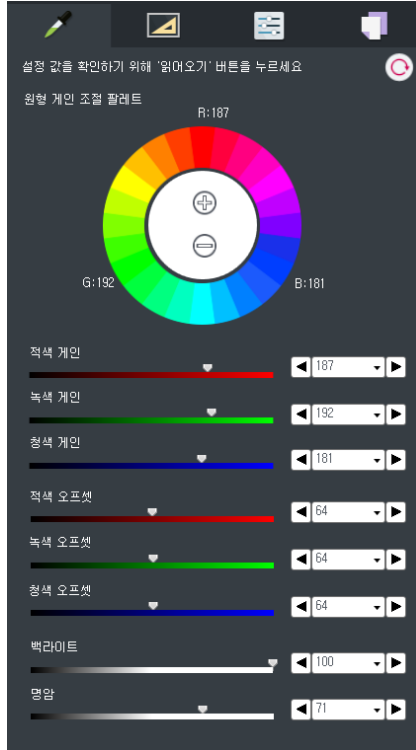 설정 값을 확인하기 위해 '읽어오기' 버튼을 누르세요
원형 게인 조절 팔레트
R:187
G:192
B:181
적색 게인
187
녹색 게인
192
청색 게인
181
적색 오프셋
64
녹색 오프셋
64
청색 오프셋
64
백라이트
100
명암
71